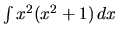 ∫ x²(x² + 1) dx